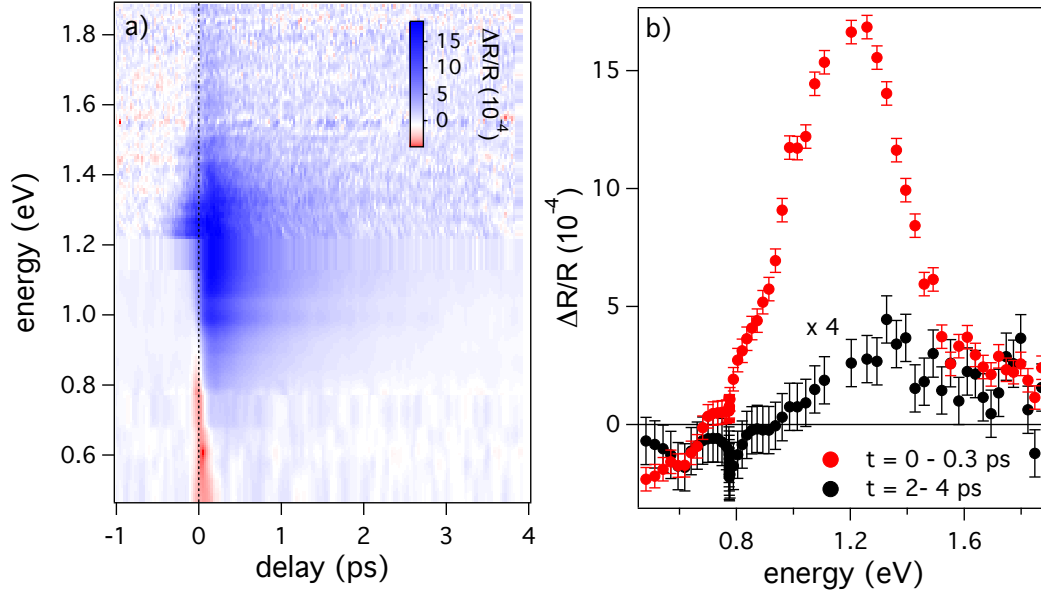 a)
1.8
1.6
1.4
1.2
1.0
0.8
0.6
energy (eV)
-1
0
1
2
3
4
delay (ps)
15
10
5
0
ΔR/R (10⁻⁴)
b)
15
10
5
0
ΔR/R (10⁻⁴)
x 4
t = 0 - 0.3 ps
t = 2- 4 ps
0.8
1.2
1.6
energy (eV)